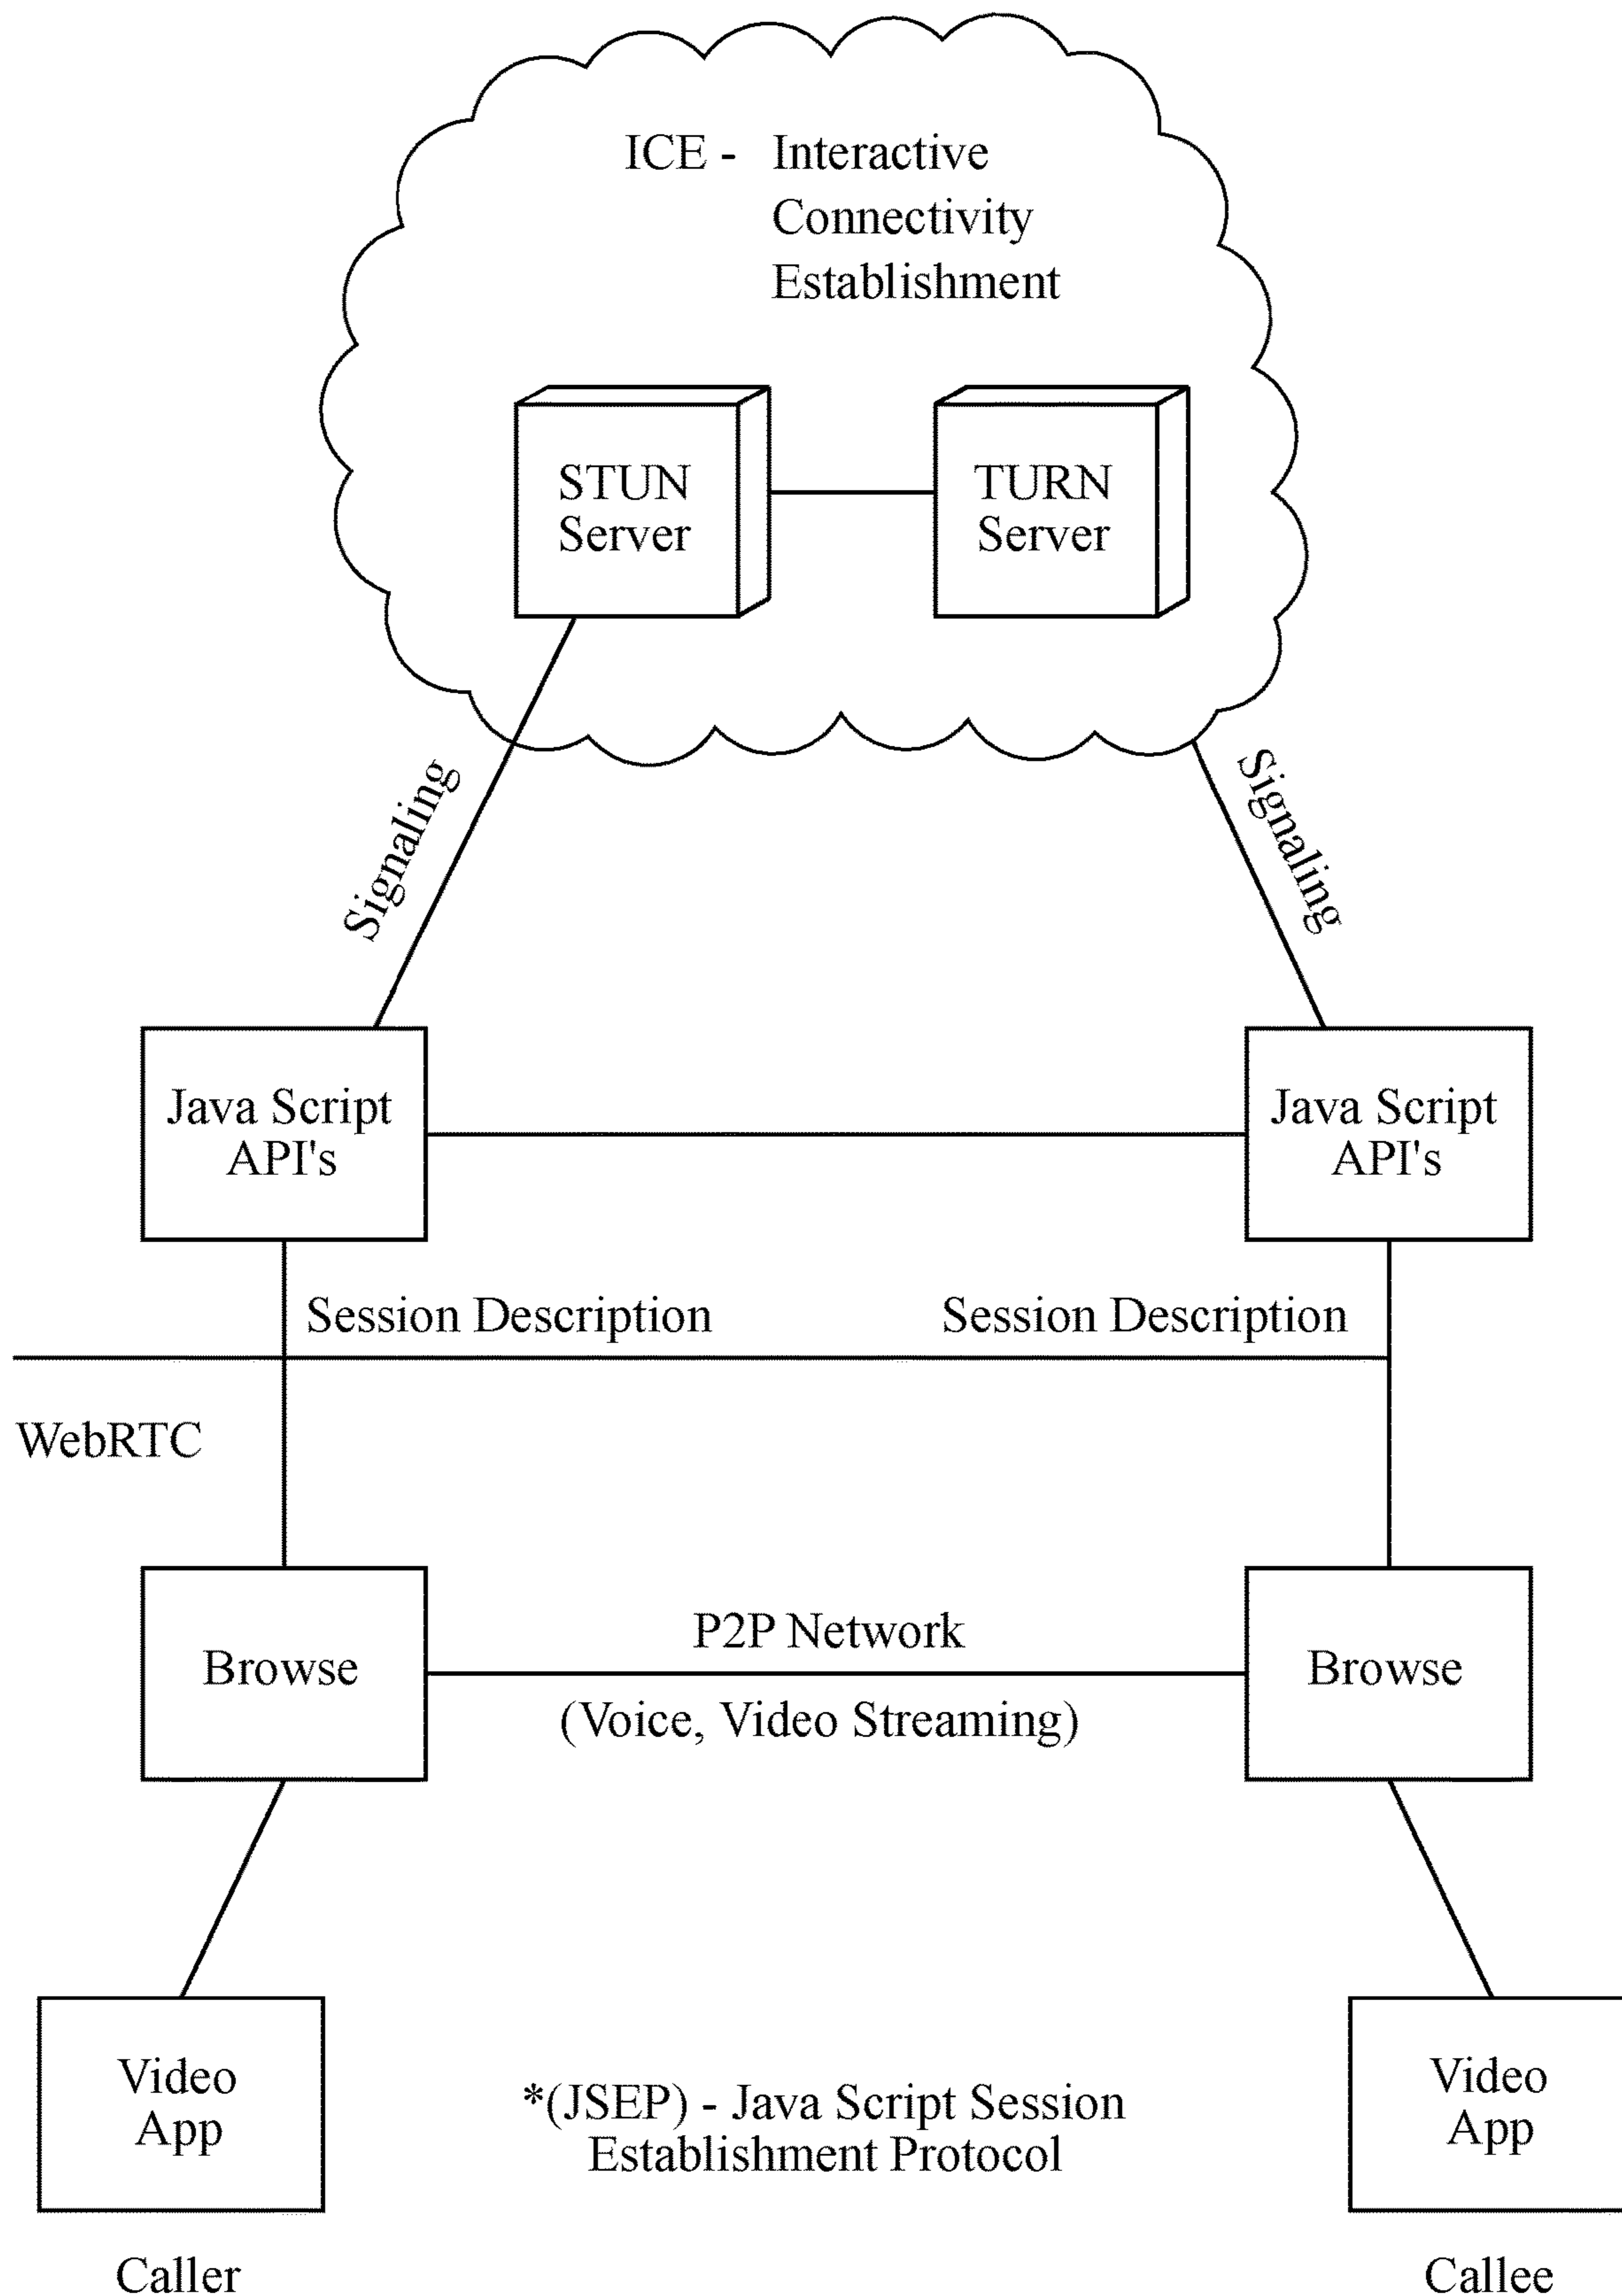 ICE - Interactive
Connectivity
Establishment
STUN
Server
TURN
Server
Signaling
Signaling
Java Script
API's
Java Script
API's
Session Description
Session Description
WebRTC
Browse
P2P Network
(Voice, Video Streaming)
Browse
Video
App
*(JSEP) - Java Script Session
Establishment Protocol
Video
App
Caller
Callee